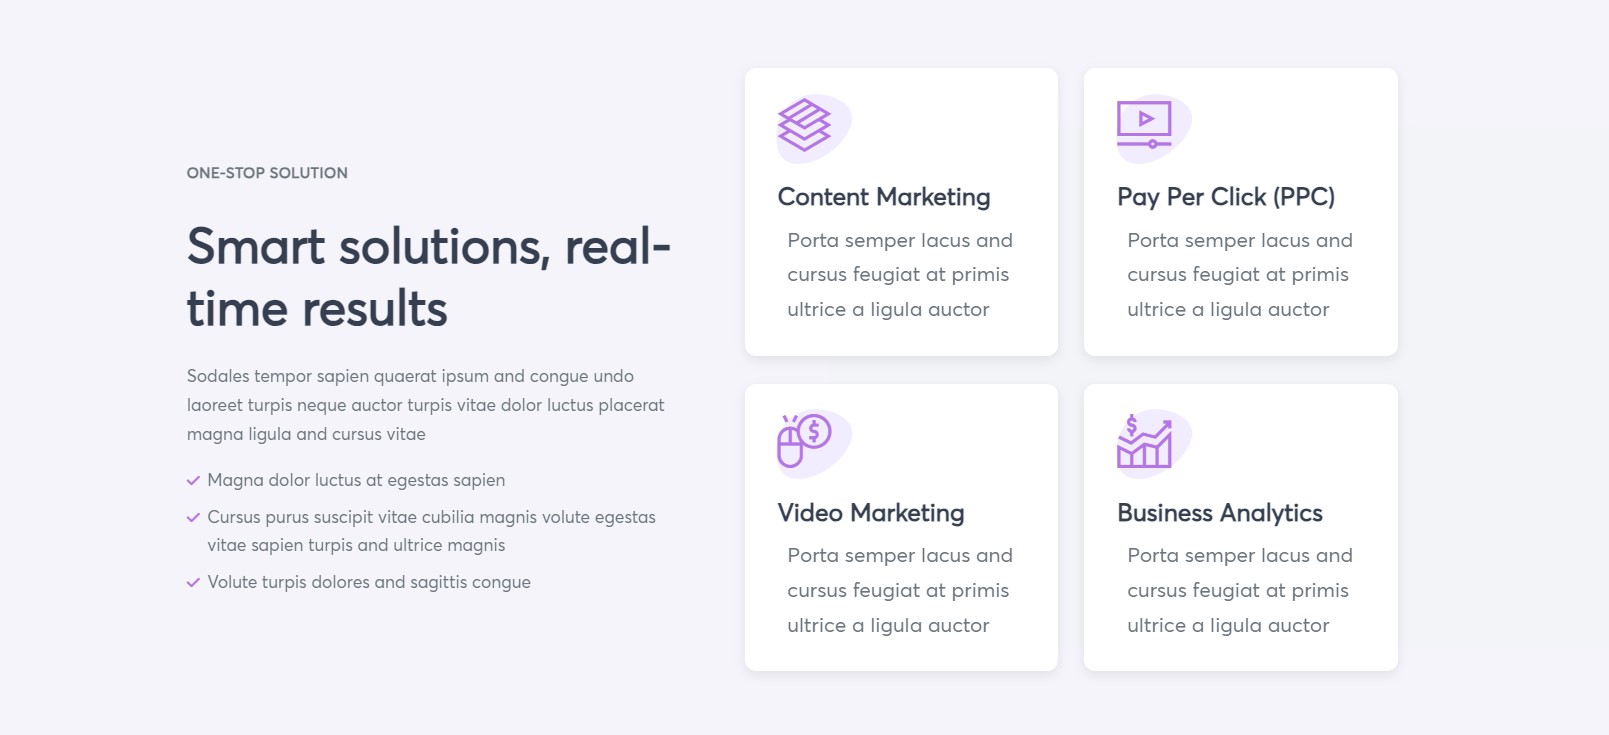 ONE-STOP SOLUTION
Smart solutions, real-
time results
Sodales tempor sapien quaerat ipsum and congue undo
laoreet turpis neque auctor turpis vitae dolor luctus placerat
magna ligula and cursus vitae
Magna dolor luctus at egestas sapien
Cursus purus suscipit vitae cubilia magnis volute egestas
vitae sapien turpis and ultrice magnis
Volute turpis dolores and sagittis congue
Content Marketing
Porta semper lacus and
cursus feugiat at primis
ultrice a ligula auctor
Pay Per Click (PPC)
Porta semper lacus and
cursus feugiat at primis
ultrice a ligula auctor
Video Marketing
Porta semper lacus and
cursus feugiat at primis
ultrice a ligula auctor
Business Analytics
Porta semper lacus and
cursus feugiat at primis
ultrice a ligula auctor